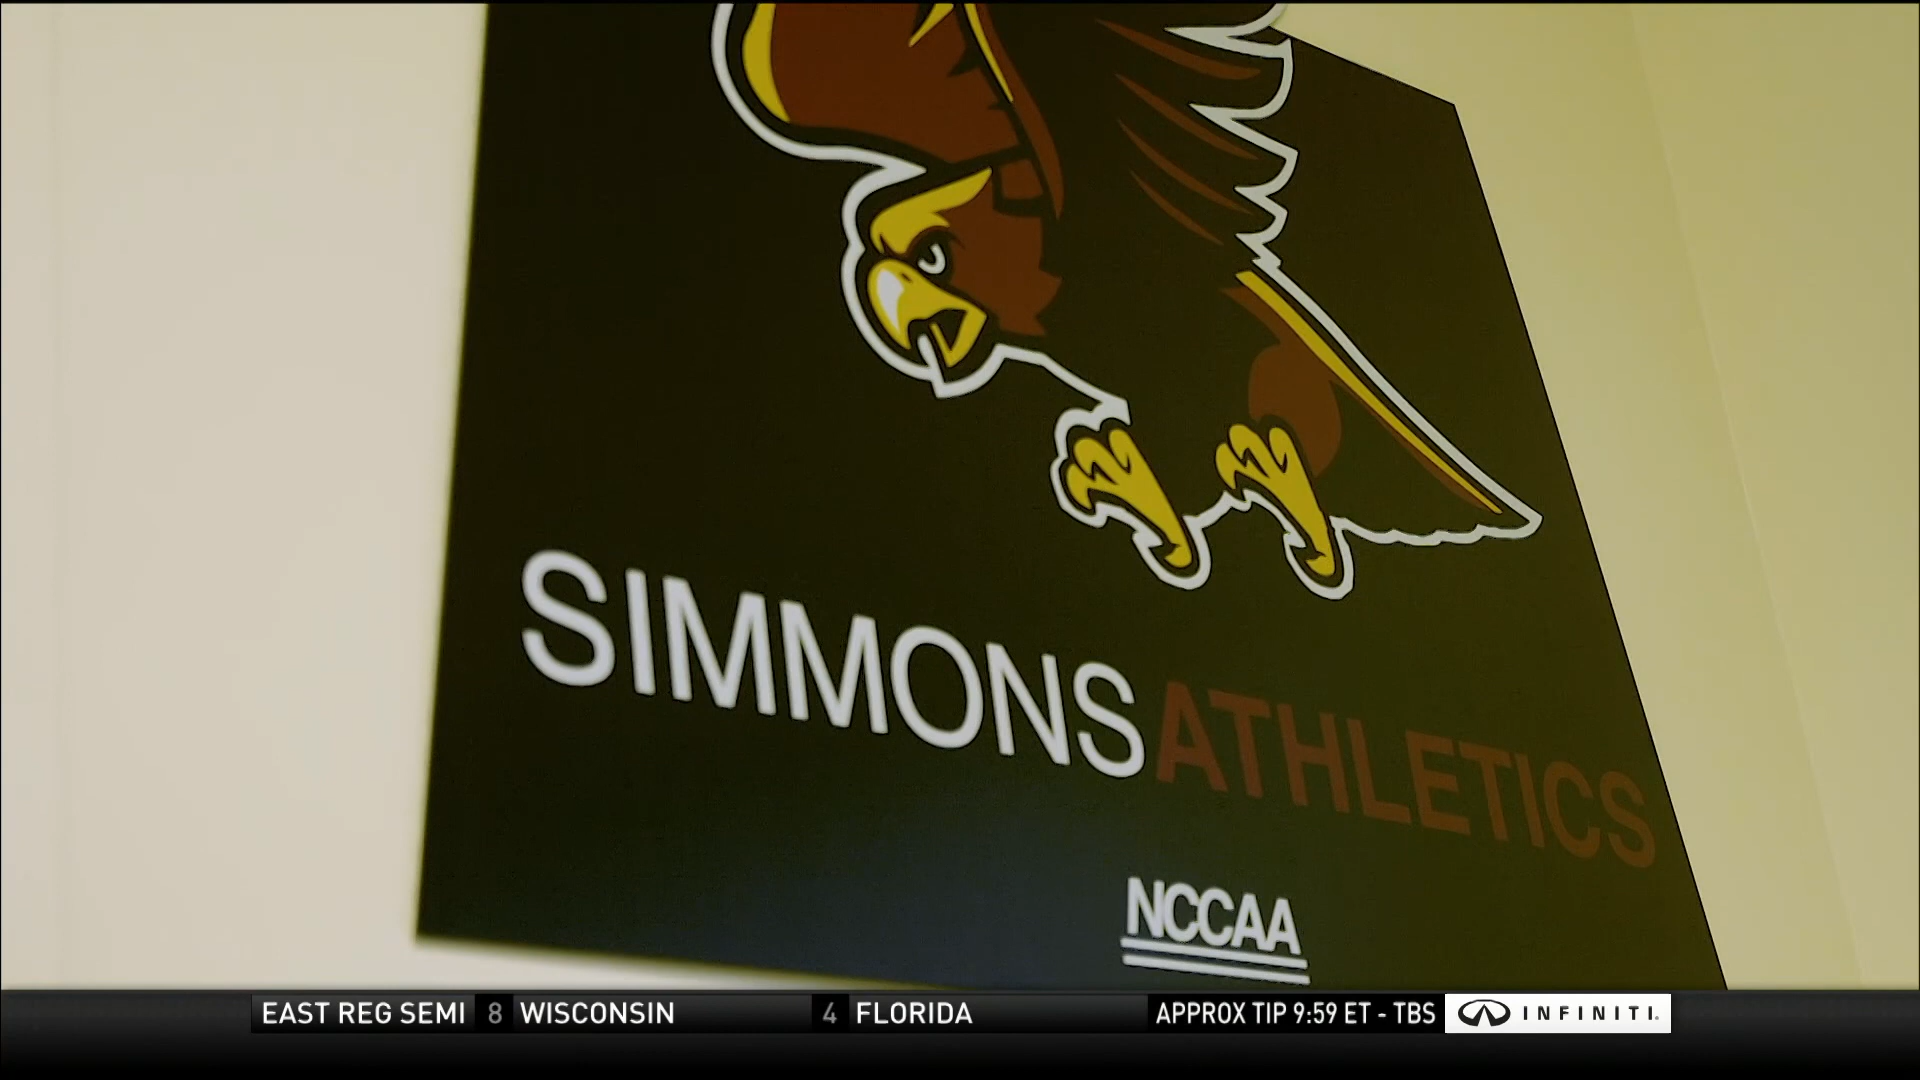 SIMMONS ATHLETICS
NCCAA
EAST REG SEMI 8 WISCONSIN 4 FLORIDA APPROX TIP 9:59 ET - TBS INFINITI